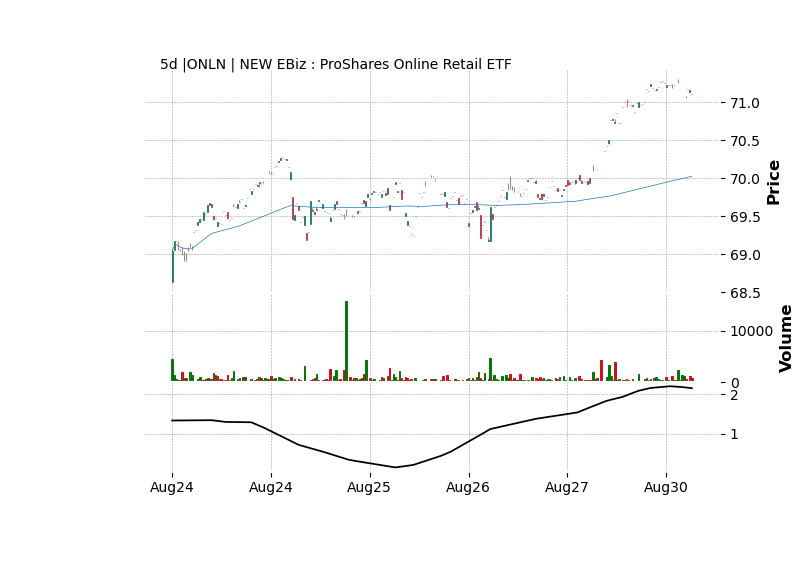 5d |ONLN | NEW EBiz : ProShares Online Retail ETF
71.0
70.5
70.0
69.5
69.0
68.5
Price
10000
0
Volume
2
1
Aug24 Aug24 Aug25 Aug26 Aug27 Aug30